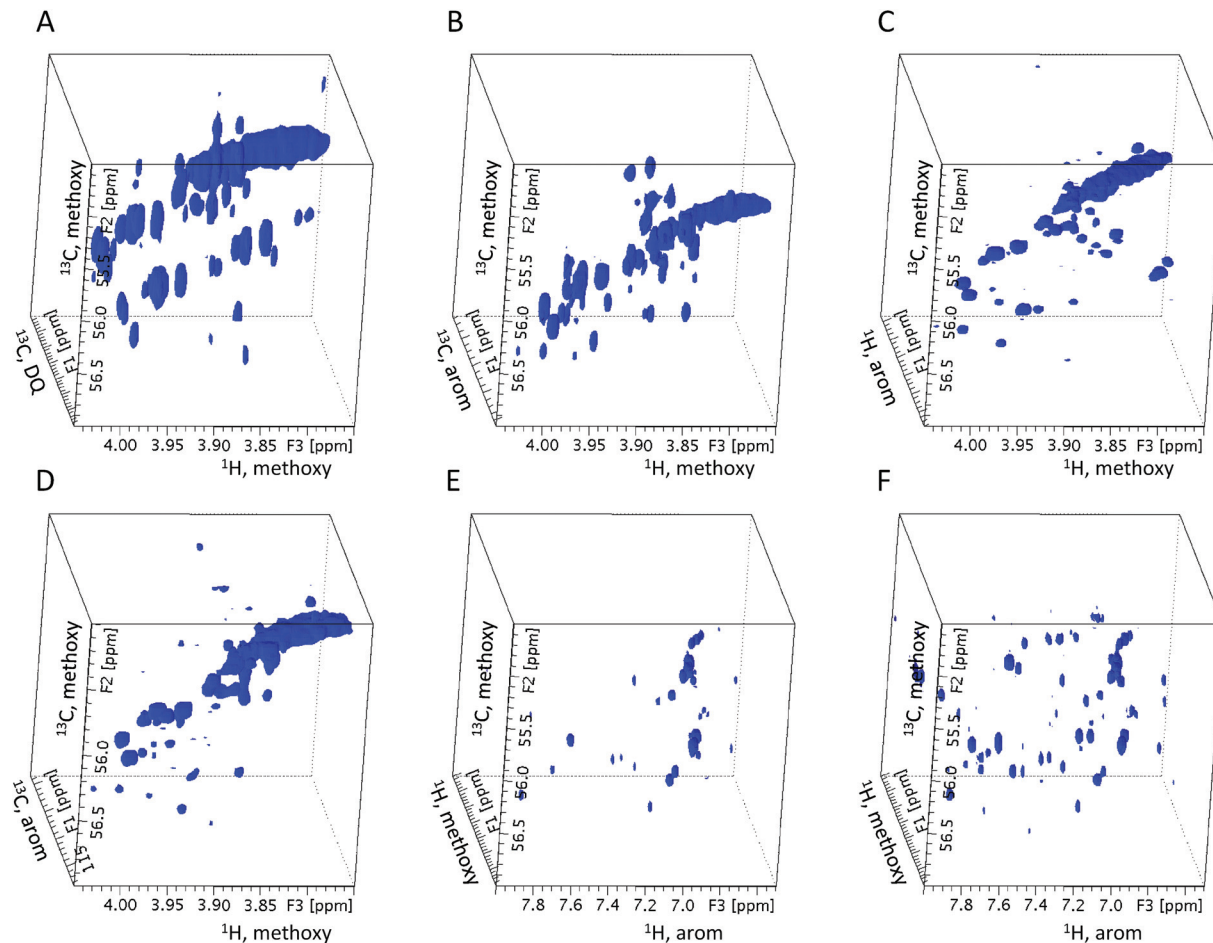 A
¹³C, methoxy
F2 [ppm]
55.5
56.0
56.5
¹³C, DQ
F1 [ppm]
4.00 3.95 3.90 3.85 F3 [ppm]
¹H, methoxy
B
¹³C, methoxy
F2 [ppm]
55.5
56.0
56.5
¹³C, arom
F1 [ppm]
4.00 3.95 3.90 3.85 F3 [ppm]
¹H, methoxy
C
¹³C, methoxy
F2 [ppm]
55.5
56.0
56.5
¹H, arom
F1 [ppm]
4.00 3.95 3.90 3.85 F3 [ppm]
¹H, methoxy
D
¹³C, methoxy
F2 [ppm]
56.0
56.5
¹³C, arom
F1 [ppm]
115
4.00 3.95 3.90 3.85 F3 [ppm]
¹H, methoxy
E
¹³C, methoxy
F2 [ppm]
55.5
56.0
56.5
¹H, methoxy
F1 [ppm]
7.8 7.6 7.4 7.2 7.0 F3 [ppm]
¹H, arom
F
¹³C, methoxy
F2 [ppm]
55.5
56.0
56.5
¹H, methoxy
F1 [ppm]
7.8 7.6 7.4 7.2 7.0 F3 [ppm]
¹H, arom